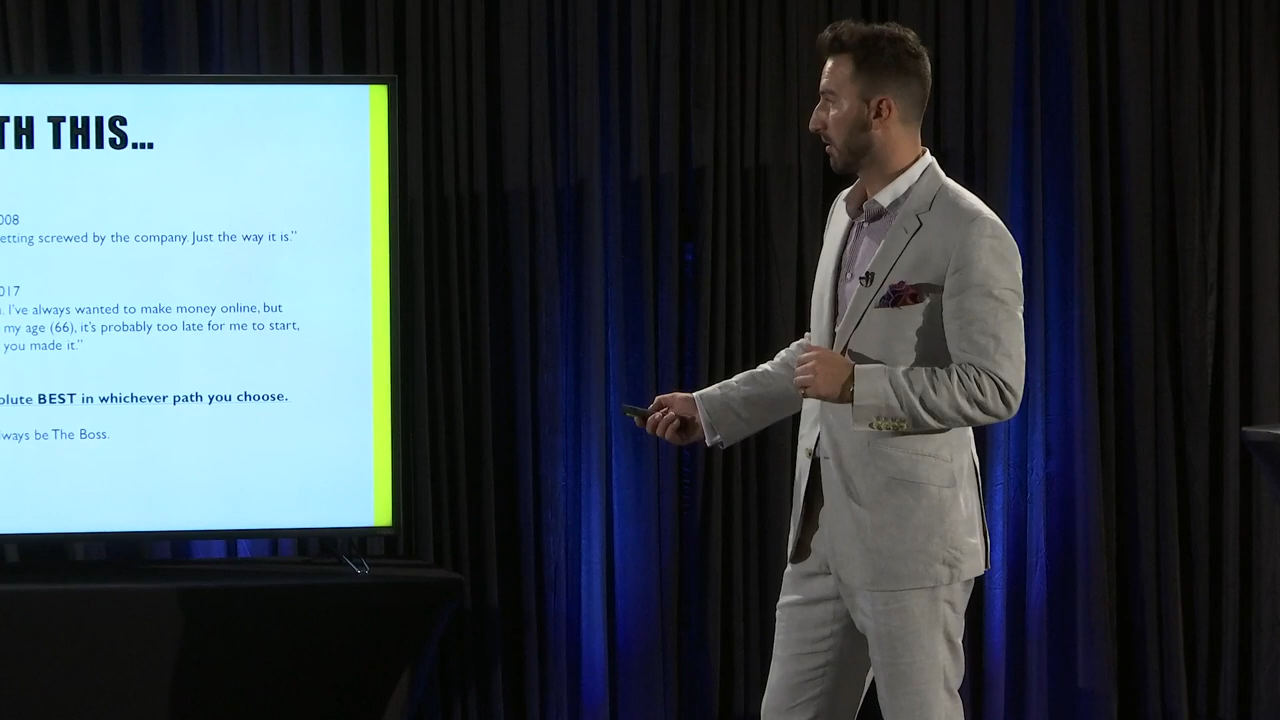 TH THIS...
008
etting screwed by the company. Just the way it is."
017
. I've always wanted to make money online, but
my age (66), it's probably too late for me to start,
you made it."
olute BEST in whichever path you choose.
lways be The Boss.